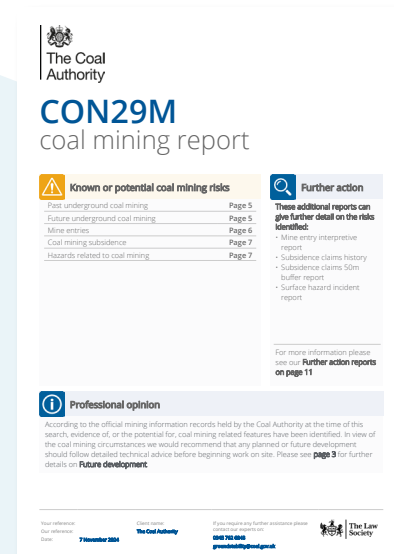 The Coal
Authority
CON29M
coal mining report
Known or potential coal mining risks
Past underground coal mining Page 5
Future underground coal mining Page 5
Mine entries Page 6
Coal mining subsidence Page 7
Hazards related to coal mining Page 7
Further action
These additional reports can
give further detail on the risks
identified:
• Mine entry interpretive
report
• Subsidence claims history
• Subsidence claims 50m
buffer report
• Surface hazard incident
report
For more information please
see our Further action reports
on page 11
Professional opinion
According to the official mining information records held by the Coal Authority at the time of this
search, evidence of, or the potential for, coal mining related features have been identified. In view of
the coal mining circumstances we would recommend that any planned or future development
should follow detailed technical advice before beginning work on site. Please see page 3 for further
details on Future development
Your reference:
Our reference:
Date: 7 November 2024
Client name:
The Coal Authority
If you require any further assistance please
contact our experts on:
groundstability@coal.gov.uk
The Law
Society